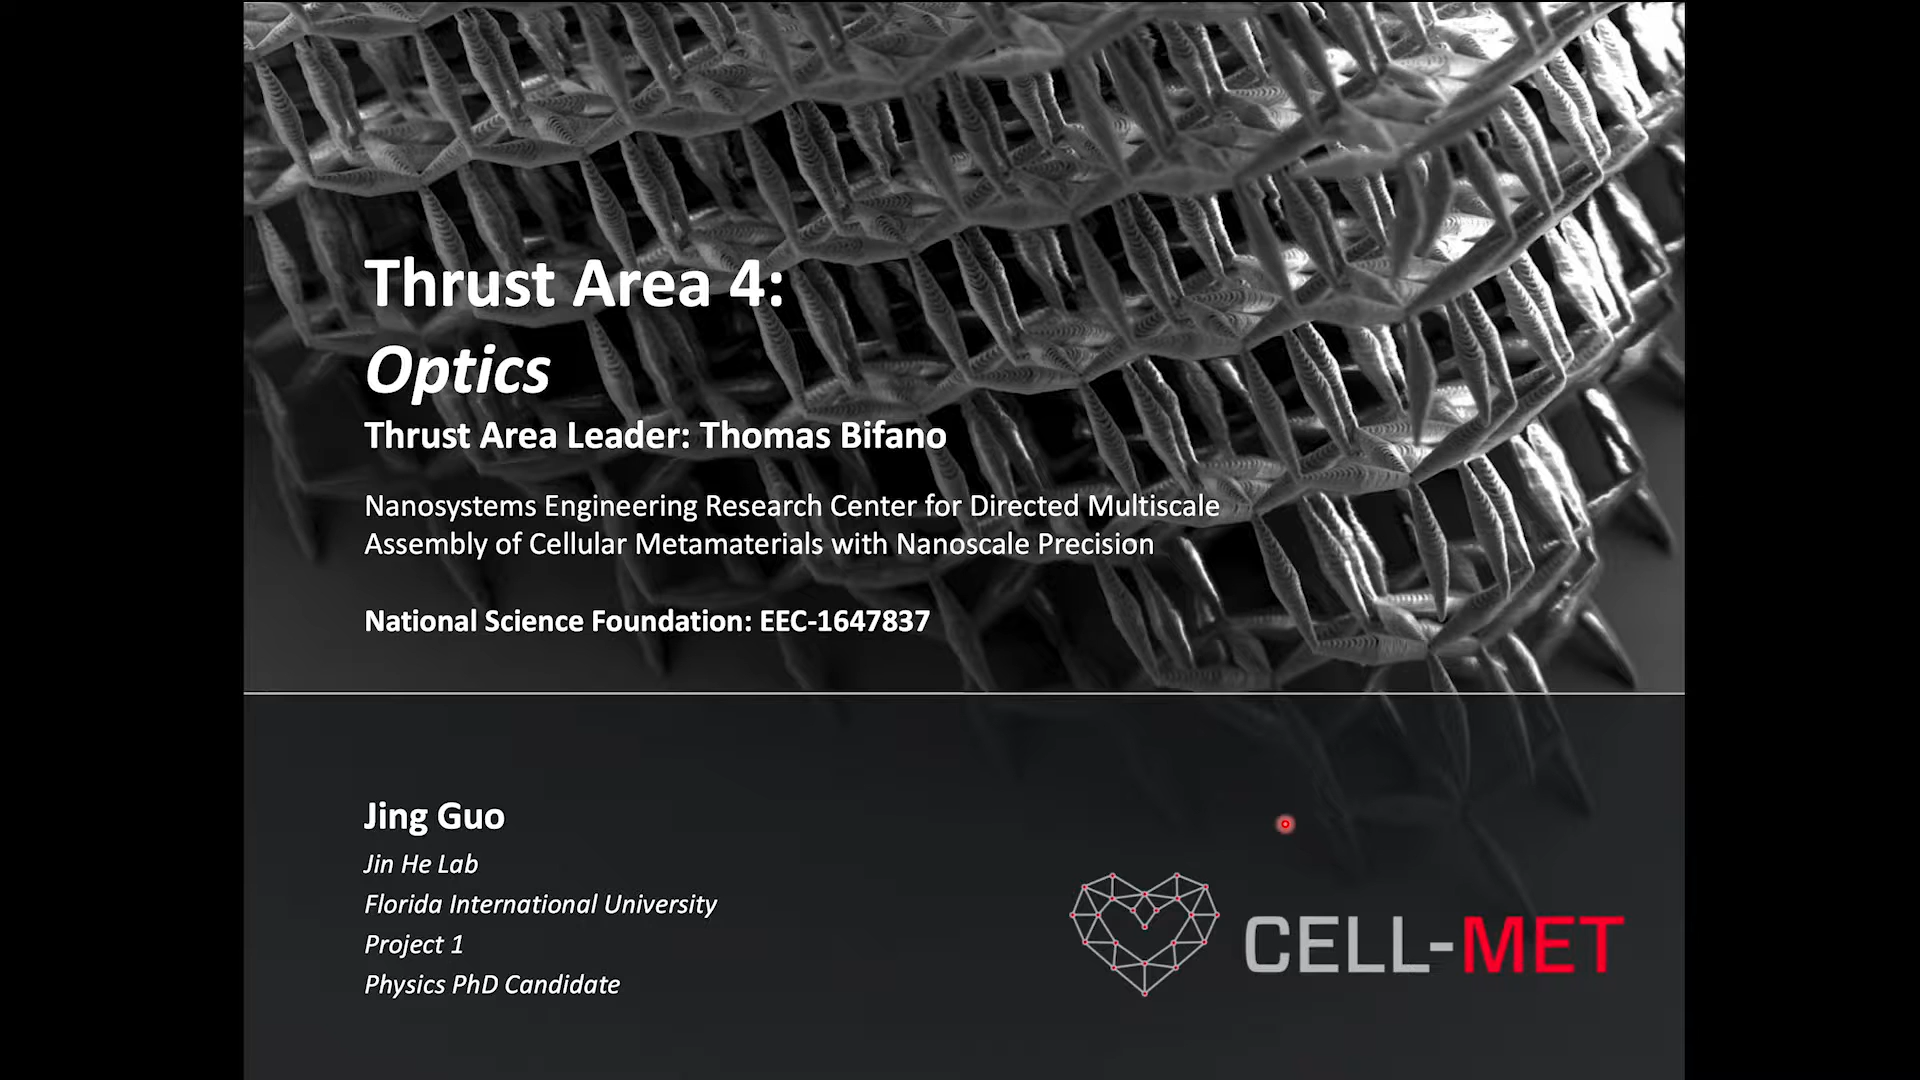 Thrust Area 4:
Optics
Thrust Area Leader: Thomas Bifano
Nanosystems Engineering Research Center for Directed Multiscale
Assembly of Cellular Metamaterials with Nanoscale Precision
National Science Foundation: EEC-1647837
Jing Guo
Jin He Lab
Florida International University
Project 1
Physics PhD Candidate
CELL-MET